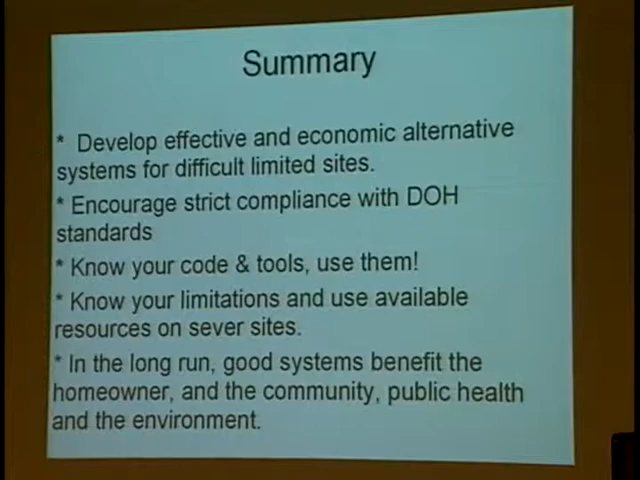 Summary
* Develop effective and economic alternative
systems for difficult limited sites.
* Encourage strict compliance with DOH
standards
* Know your code & tools, use them!
* Know your limitations and use available
resources on sever sites.
* In the long run, good systems benefit the
homeowner, and the community, public health
and the environment.